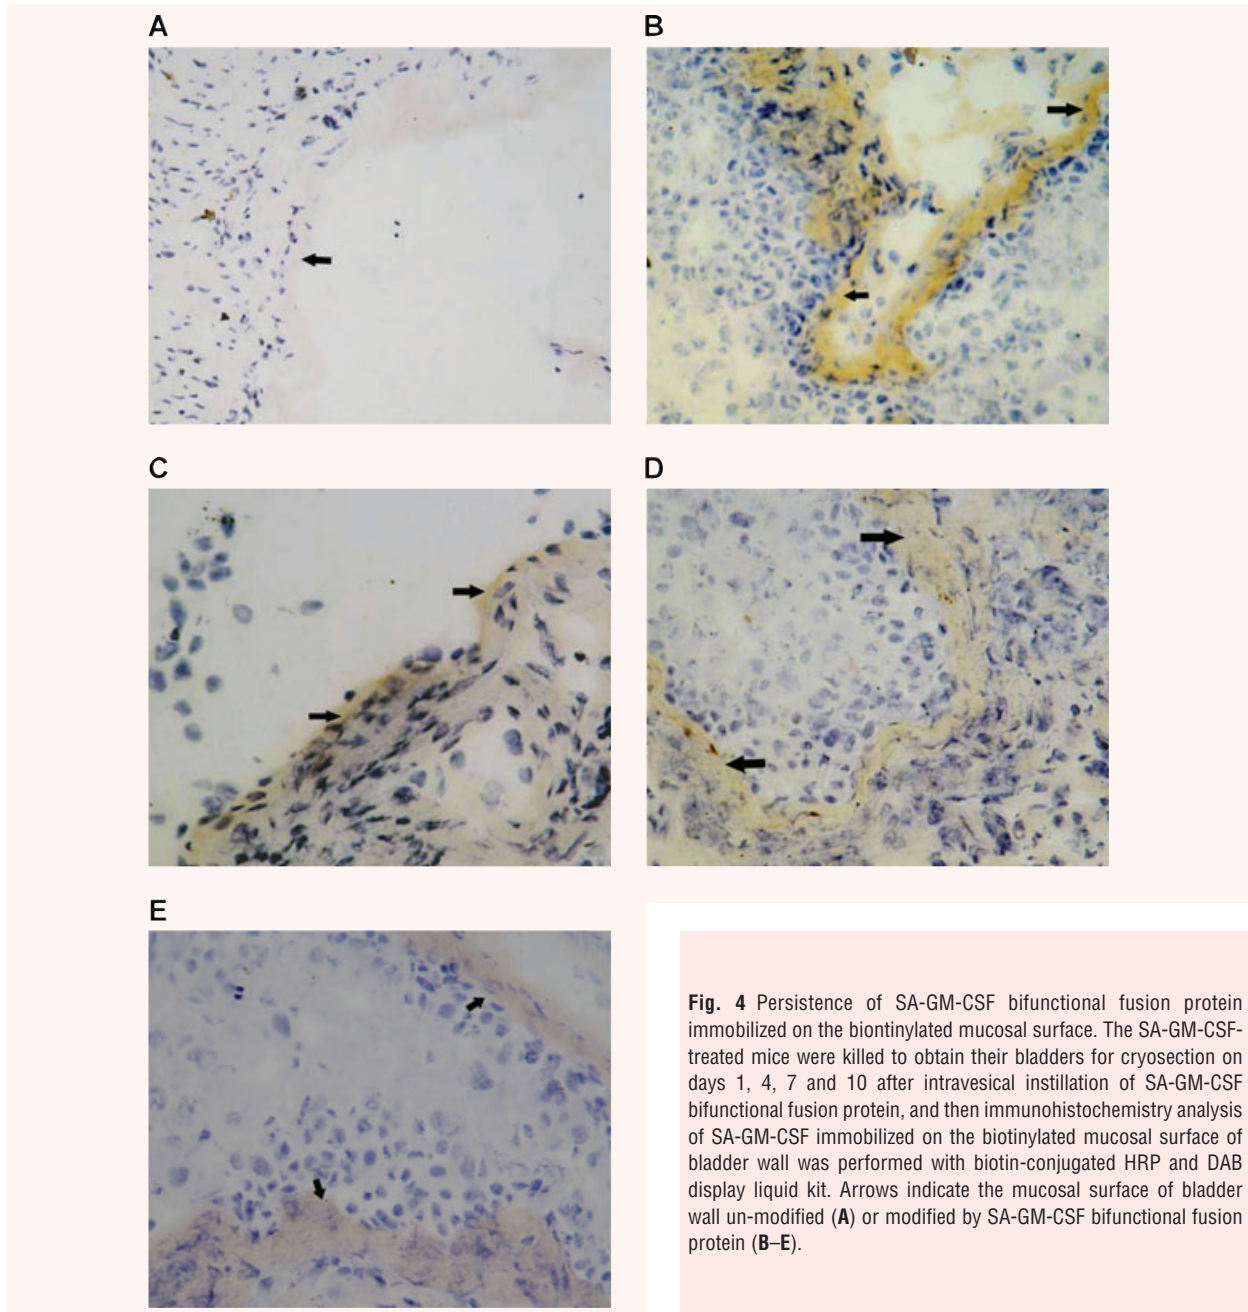 A
B
C
D
E
Fig. 4 Persistence of SA-GM-CSF bifunctional fusion protein
immobilized on the biontinylated mucosal surface. The SA-GM-CSF-
treated mice were killed to obtain their bladders for cryosection on
days 1, 4, 7 and 10 after intravesical instillation of SA-GM-CSF
bifunctional fusion protein, and then immunohistochemistry analysis
of SA-GM-CSF immobilized on the biotinylated mucosal surface of
bladder wall was performed with biotin-conjugated HRP and DAB
display liquid kit. Arrows indicate the mucosal surface of bladder
wall un-modified (A) or modified by SA-GM-CSF bifunctional fusion
protein (B–E).